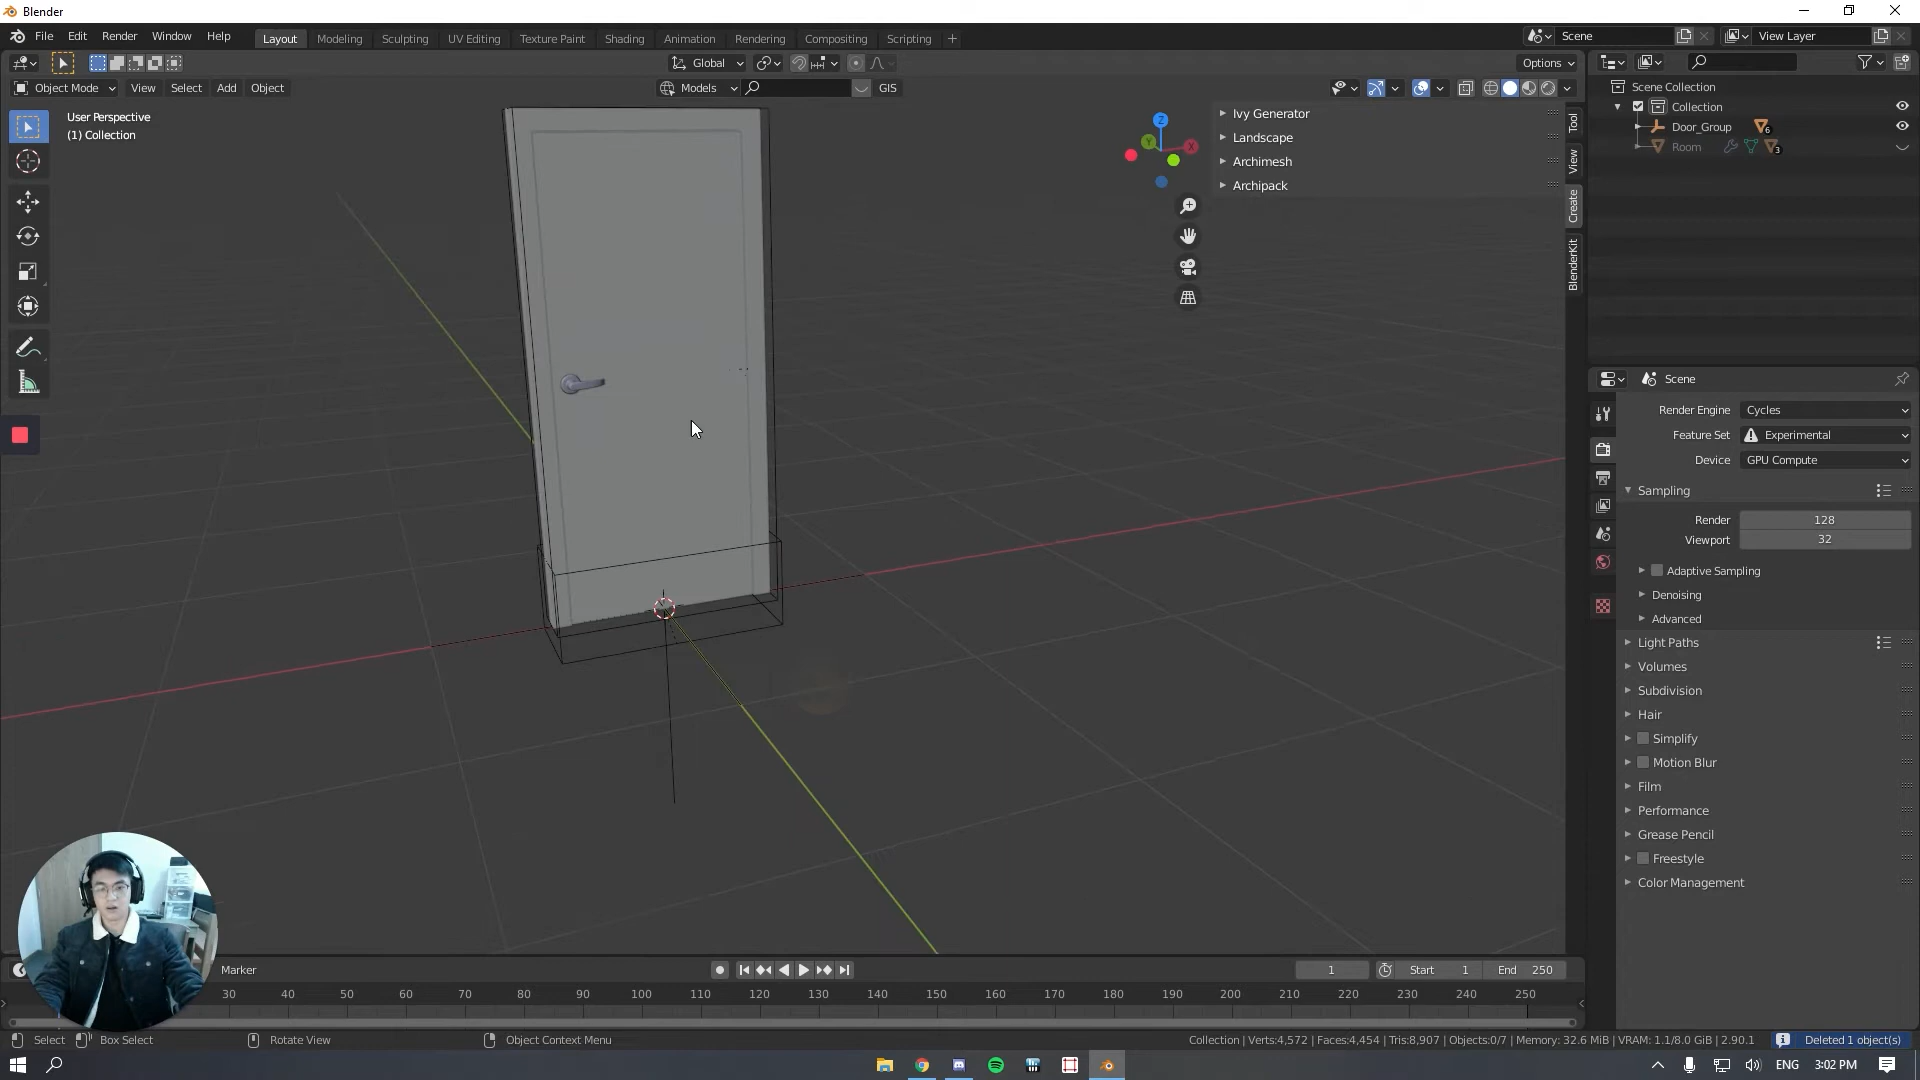 Blender
File Edit Render Window Help
Layout Modeling Sculpting UV Editing Texture Paint Shading Animation Rendering Compositing Scripting +
Scene
View Layer
Global
Options
Object Mode View Select Add Object
Models
GIS
User Perspective
(1) Collection
Z
Y
X
Ivy Generator
Landscape
Archimesh
Archipack
Tool
View
Create
BlenderKit
Scene Collection
Collection
Door_Group 6
Room 3
Scene
Render Engine Cycles
Feature Set Experimental
Device GPU Compute
Sampling
Render 128
Viewport 32
Adaptive Sampling
Denoising
Advanced
Light Paths
Volumes
Subdivision
Hair
Simplify
Motion Blur
Film
Performance
Grease Pencil
Freestyle
Color Management
Marker
1
Start 1
End 250
30 40 50 60 70 80 90 100 110 120 130 140 150 160 170 180 190 200 210 220 230 240 250
Select Box Select Rotate View Object Context Menu
Collection | Verts:4,572 | Faces:4,454 | Tris:8,907 | Objects:0/7 | Memory: 32.6 MiB | VRAM: 1.1/8.0 GiB | 2.90.1
Deleted 1 object(s)
ENG 3:02 PM